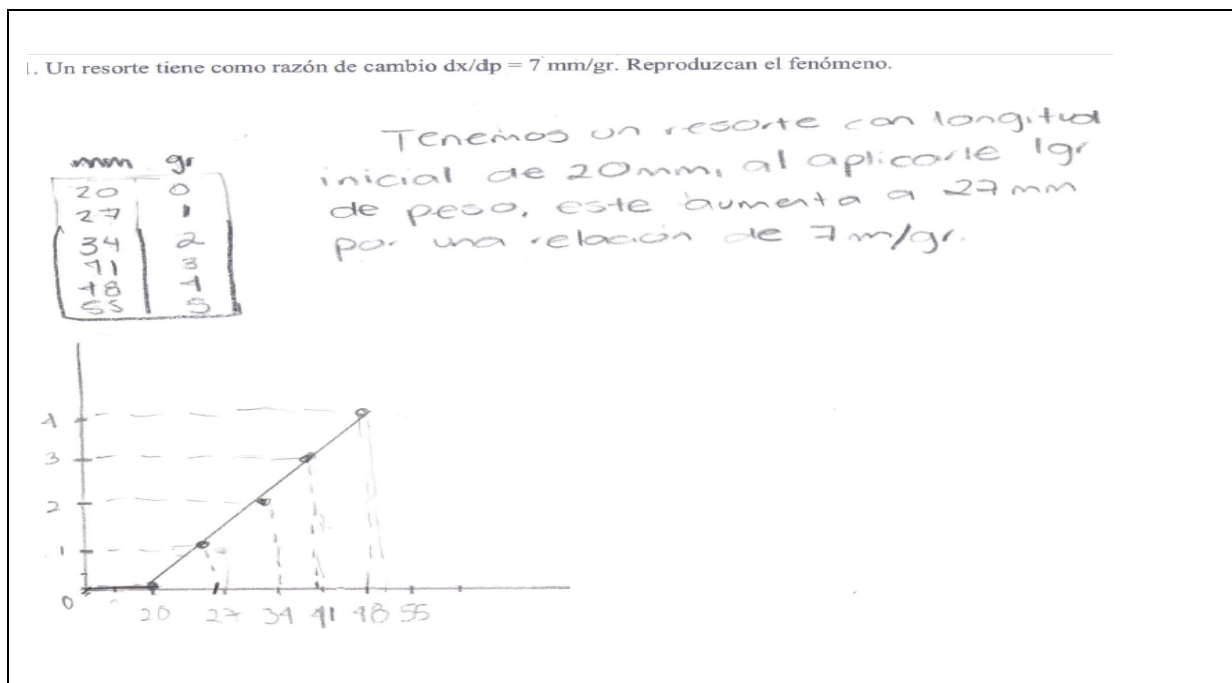 1. Un resorte tiene como razón de cambio dx/dp = 7 mm/gr. Reproduzcan el fenómeno.
Tenemos un resorte con longitud
inicial de 20mm, al aplicarle 1gr
de peso, este aumenta a 27 mm
por una relación de 7 m/gr.
mm gr
20 0
27 1
34 2
41 3
48 4
55 5
4
3
2
1
0
20 27 34 41 48 55